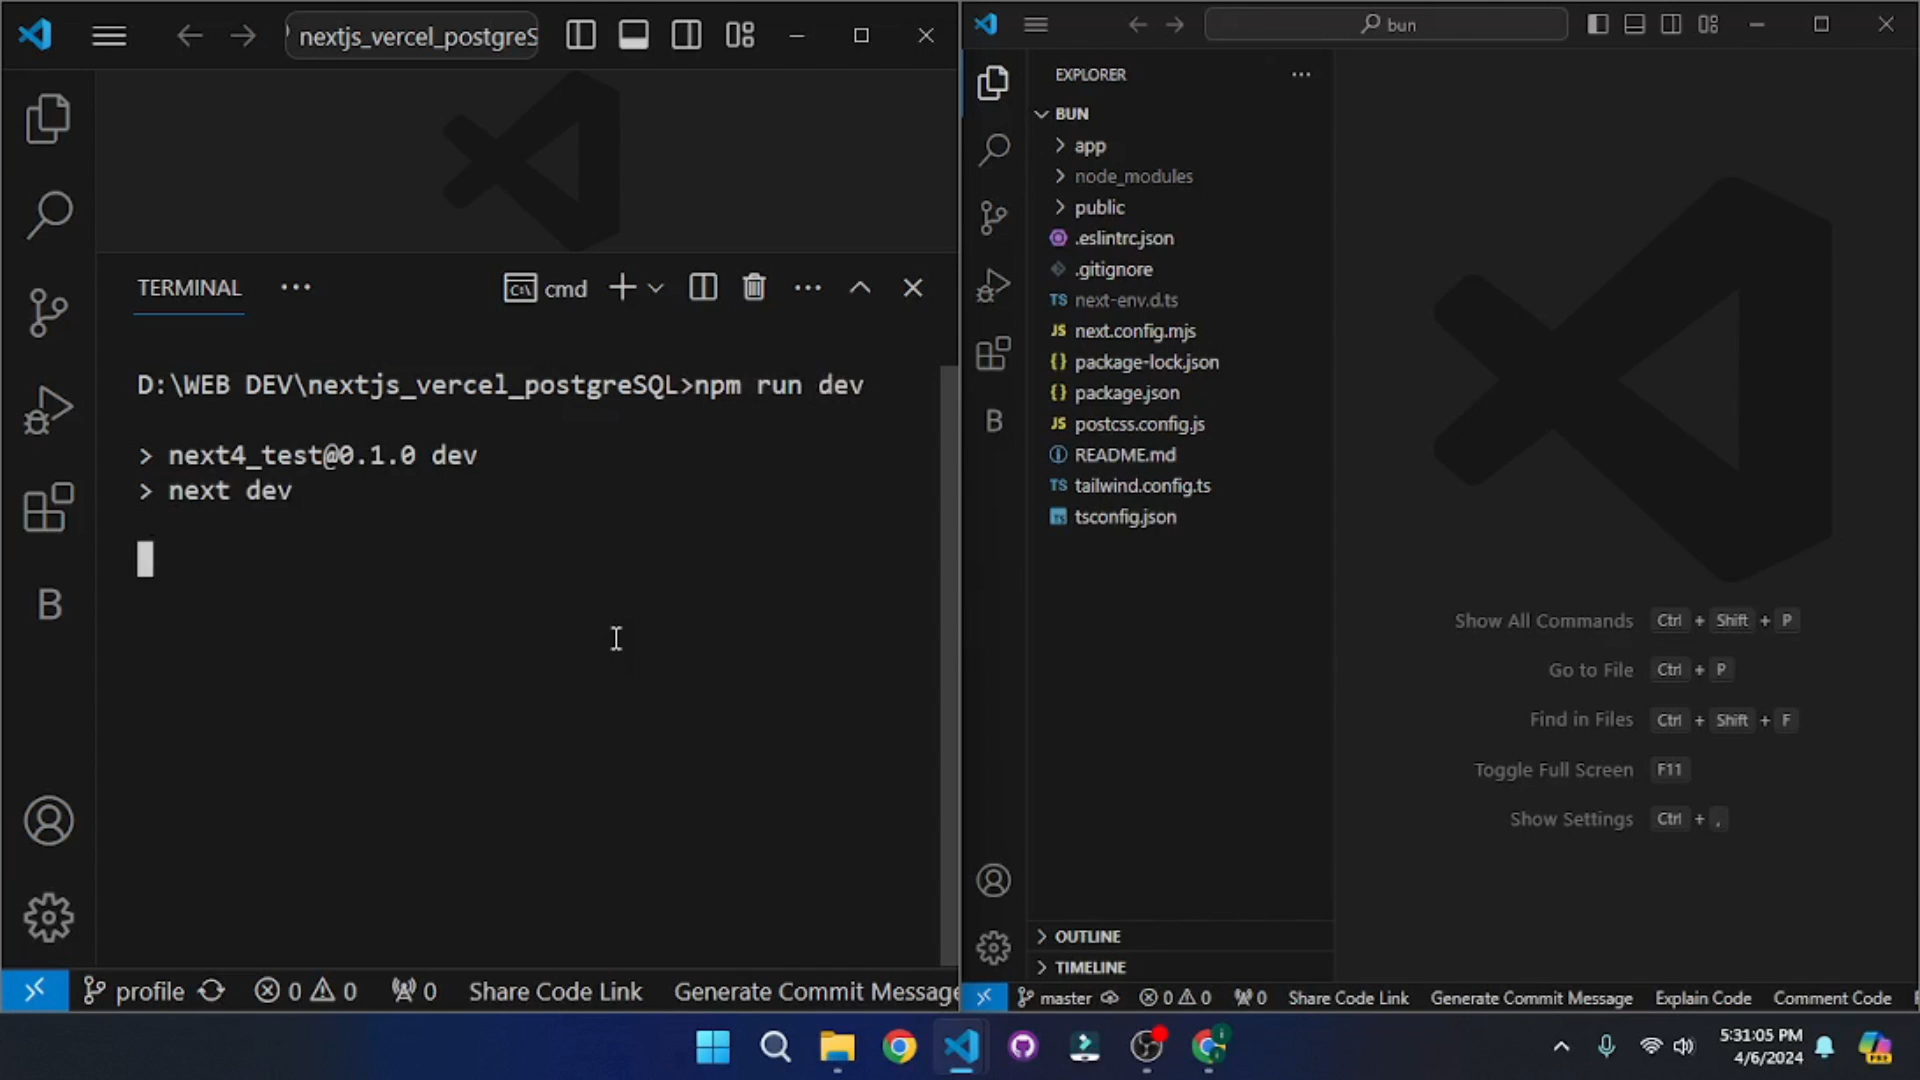 nextjs_vercel_postgreS
TERMINAL
cmd
D:\WEB DEV\nextjs_vercel_postgreSQL>npm run dev
> next4_test@0.1.0 dev
> next dev
B
profile
0
0
0
Share Code Link
Generate Commit Message
bun
EXPLORER
BUN
app
node_modules
public
.eslintrc.json
.gitignore
TS next-env.d.ts
JS next.config.mjs
{} package-lock.json
{} package.json
JS postcss.config.js
README.md
TS tailwind.config.ts
TS tsconfig.json
B
Show All Commands Ctrl + Shift + P
Go to File Ctrl + P
Find in Files Ctrl + Shift + F
Toggle Full Screen F11
Show Settings Ctrl + ,
OUTLINE
TIMELINE
master
0
0
0
Share Code Link
Generate Commit Message
Explain Code
Comment Code
5:31:05 PM
4/6/2024